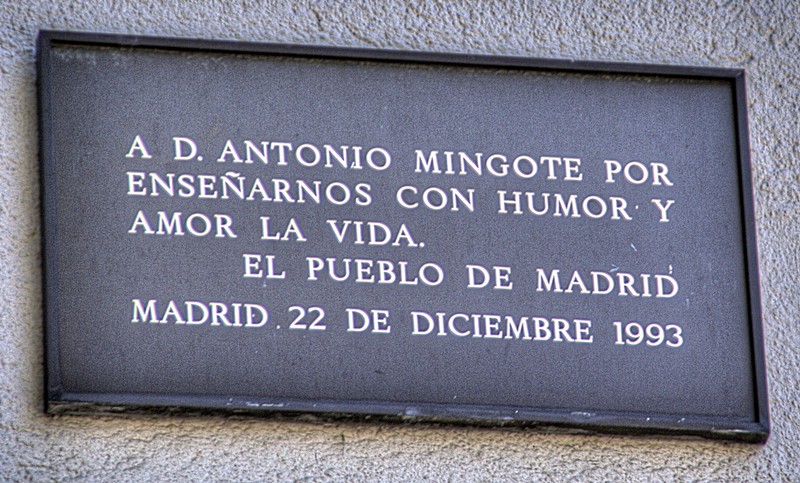 A D. ANTONIO MINGOTE POR
ENSEÑARNOS CON HUMOR Y
AMOR LA VIDA.
EL PUEBLO DE MADRID
MADRID 22 DE DICIEMBRE 1993